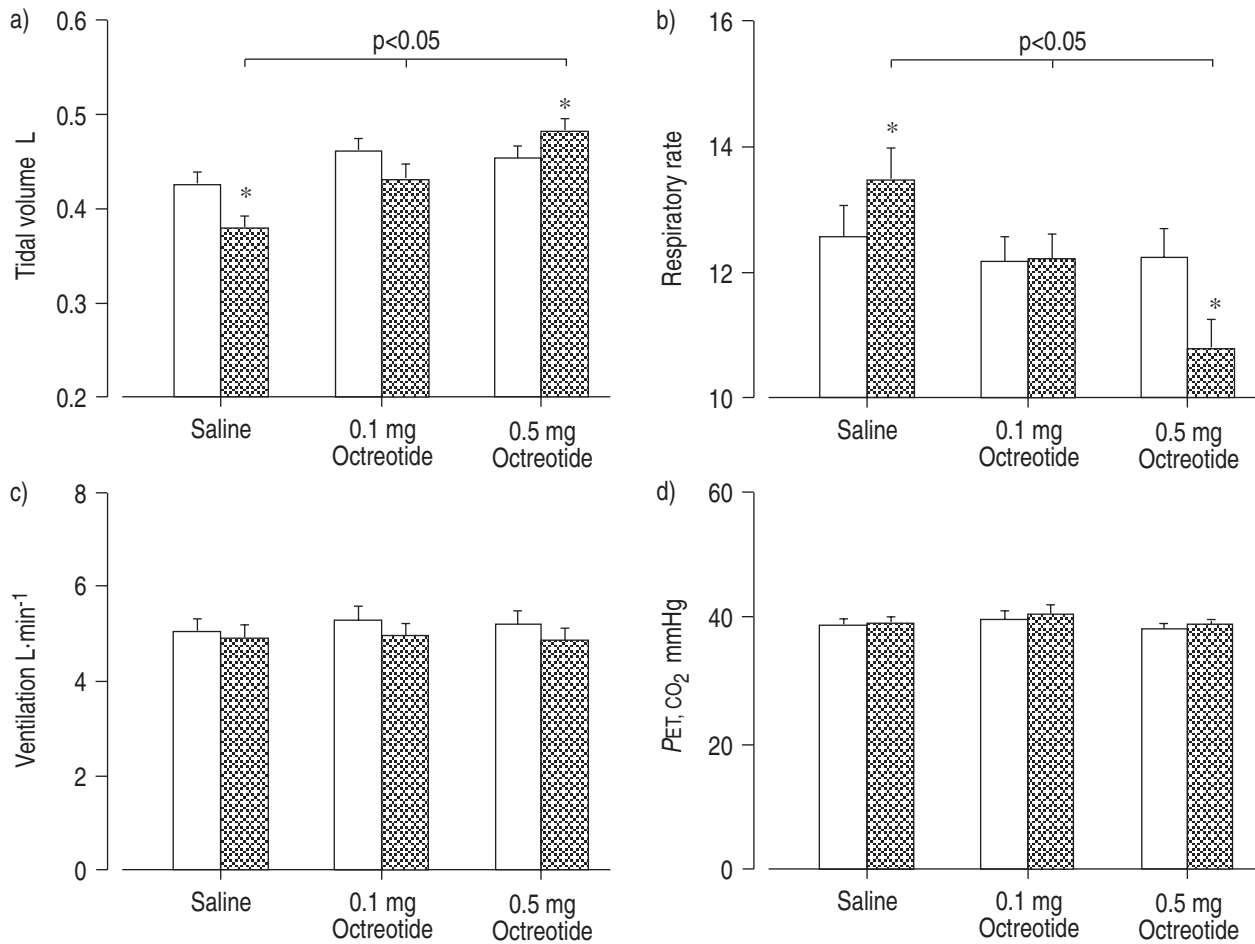 a)
0.6
0.5
0.4
0.3
0.2
Tidal volume L
p<0.05
*
*
Saline
0.1 mg
Octreotide
0.5 mg
Octreotide
b)
16
14
12
10
Respiratory rate
p<0.05
*
*
Saline
0.1 mg
Octreotide
0.5 mg
Octreotide
c)
8
6
4
2
0
Ventilation L·min⁻¹
Saline
0.1 mg
Octreotide
0.5 mg
Octreotide
d)
60
40
20
0
PET, CO₂ mmHg
Saline
0.1 mg
Octreotide
0.5 mg
Octreotide